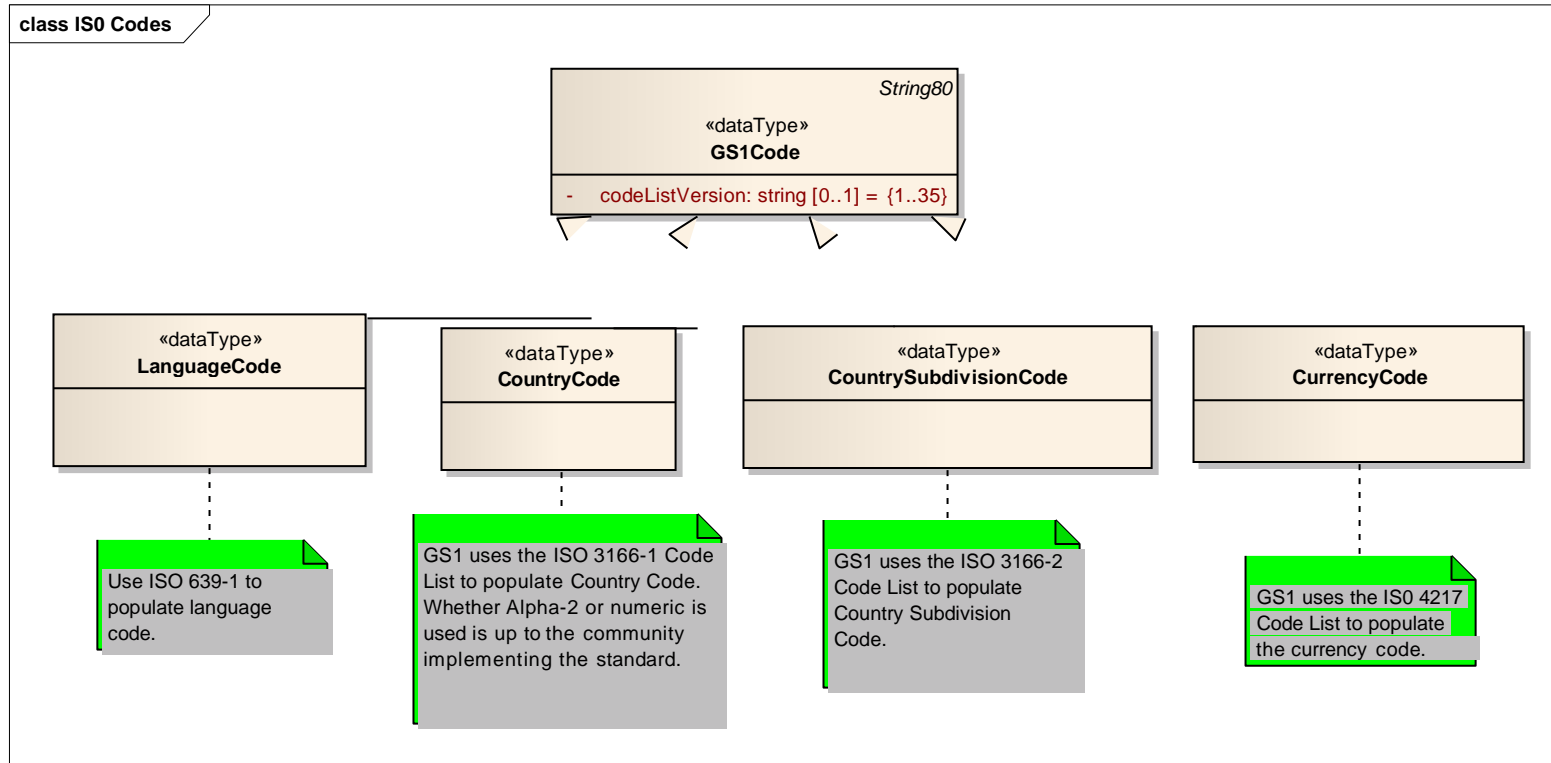 class IS0 Codes
String80
«dataType»
GS1Code
- codeListVersion: string [0..1] = {1..35}
«dataType»
LanguageCode
«dataType»
CountryCode
«dataType»
CountrySubdivisionCode
«dataType»
CurrencyCode
Use ISO 639-1 to
populate language
code.
GS1 uses the ISO 3166-1 Code
List to populate Country Code.
Whether Alpha-2 or numeric is
used is up to the community
implementing the standard.
GS1 uses the ISO 3166-2
Code List to populate
Country Subdivision
Code.
GS1 uses the IS0 4217
Code List to populate
the currency code.